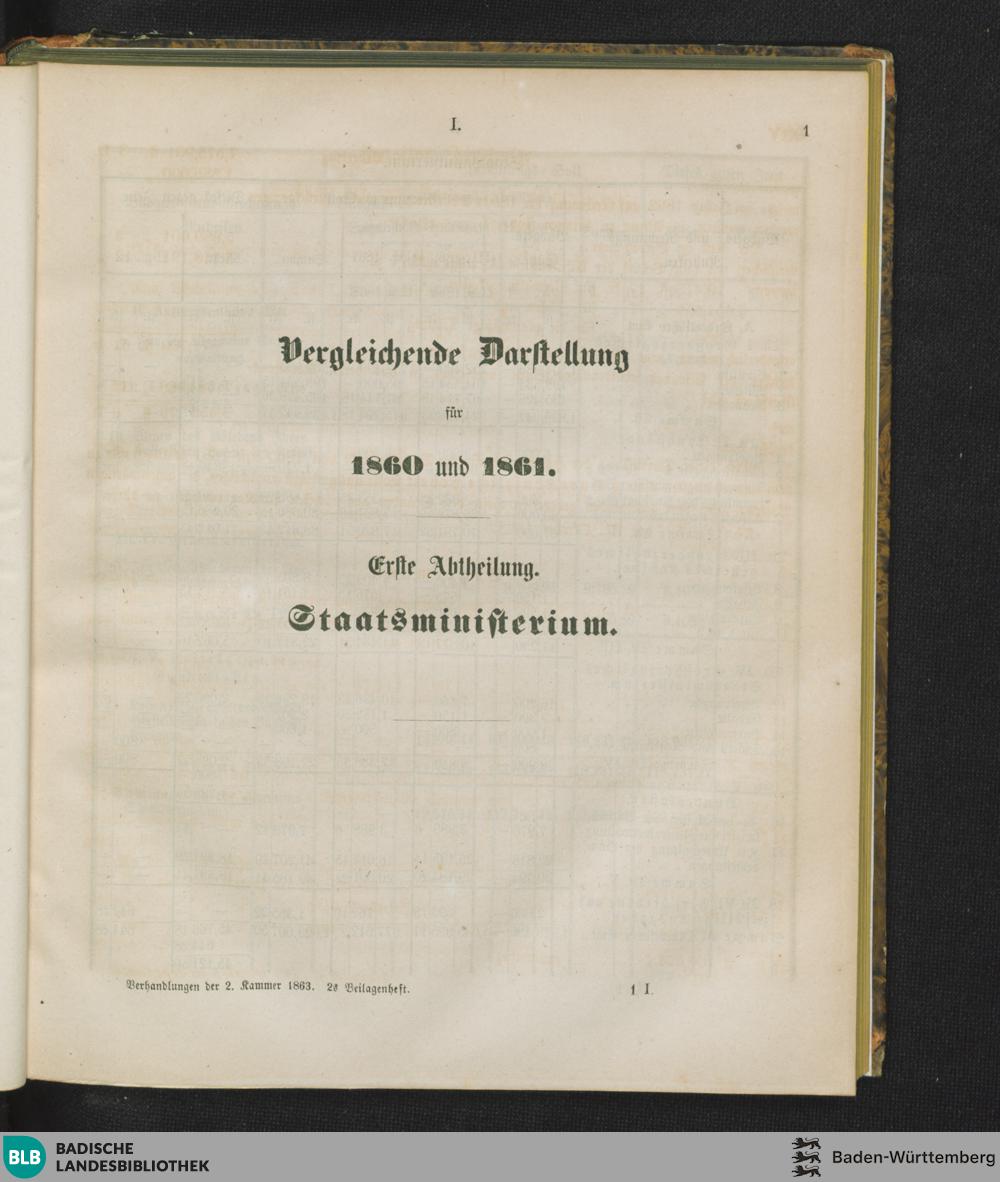 I.
1
Vergleichende Darstellung
für
1860 und 1861.
Erste Abtheilung.
Staatsministerium.
Verhandlungen der 2. Kammer 1863. 2s Beilagenheft.
1 I.
BLB
BADISCHE
LANDESBIBLIOTHEK
Baden-Württemberg